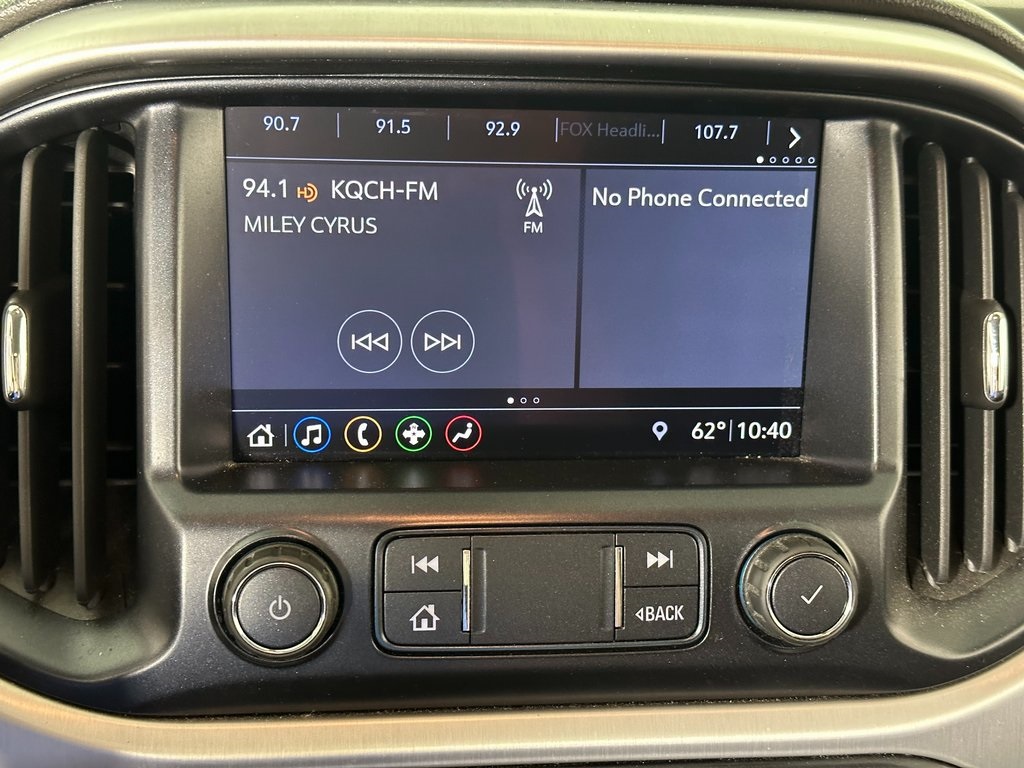 90.7 91.5 92.9 FOX Headli... 107.7
94.1 HD KQCH-FM
MILEY CYRUS
FM
No Phone Connected
62° 10:40
BACK